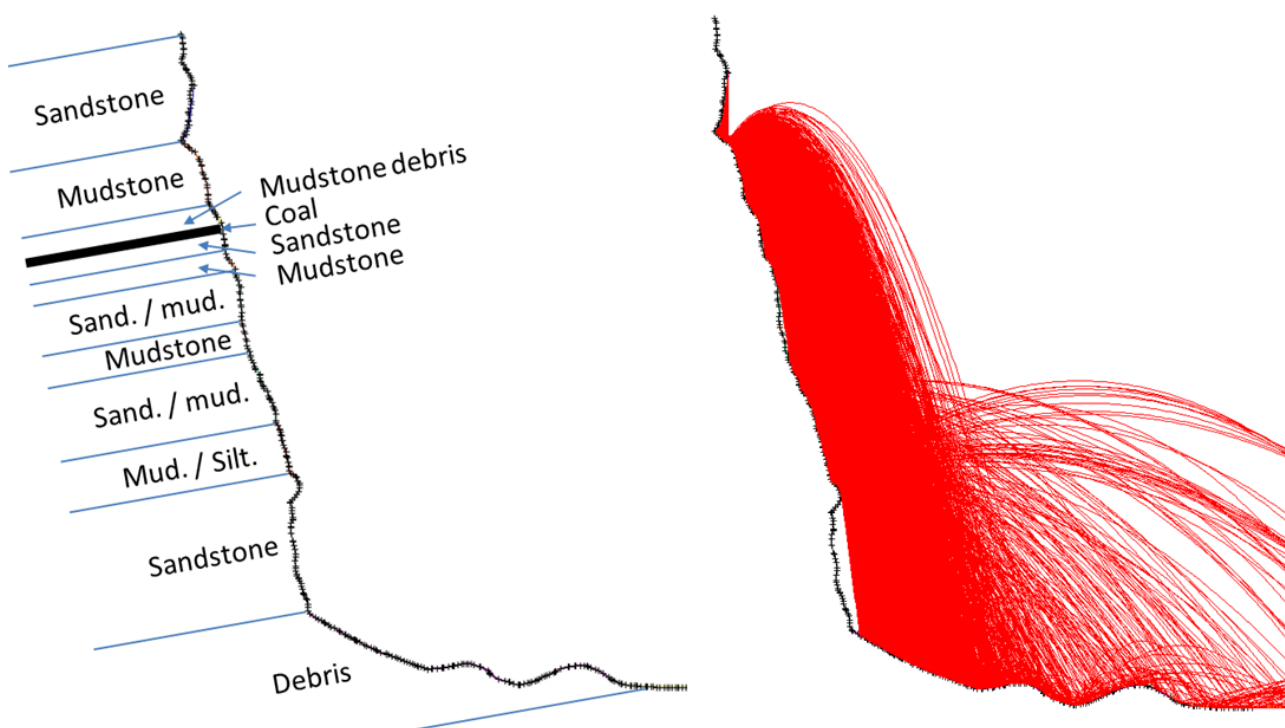 Sandstone
Mudstone
Mudstone debris
Coal
Sandstone
Mudstone
Sand. / mud.
Mudstone
Sand. / mud.
Mud. / Silt.
Sandstone
Debris